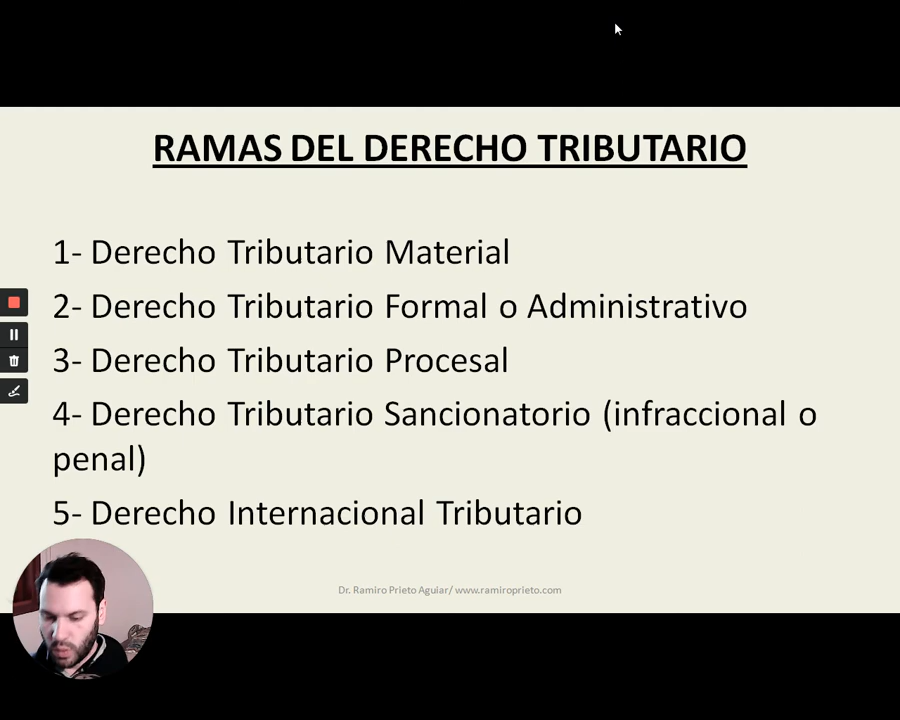 RAMAS DEL DERECHO TRIBUTARIO
1- Derecho Tributario Material
2- Derecho Tributario Formal o Administrativo
3- Derecho Tributario Procesal
4- Derecho Tributario Sancionatorio (infraccional o
penal)
5- Derecho Internacional Tributario
Dr. Ramiro Prieto Aguiar/ www.ramiroprieto.com